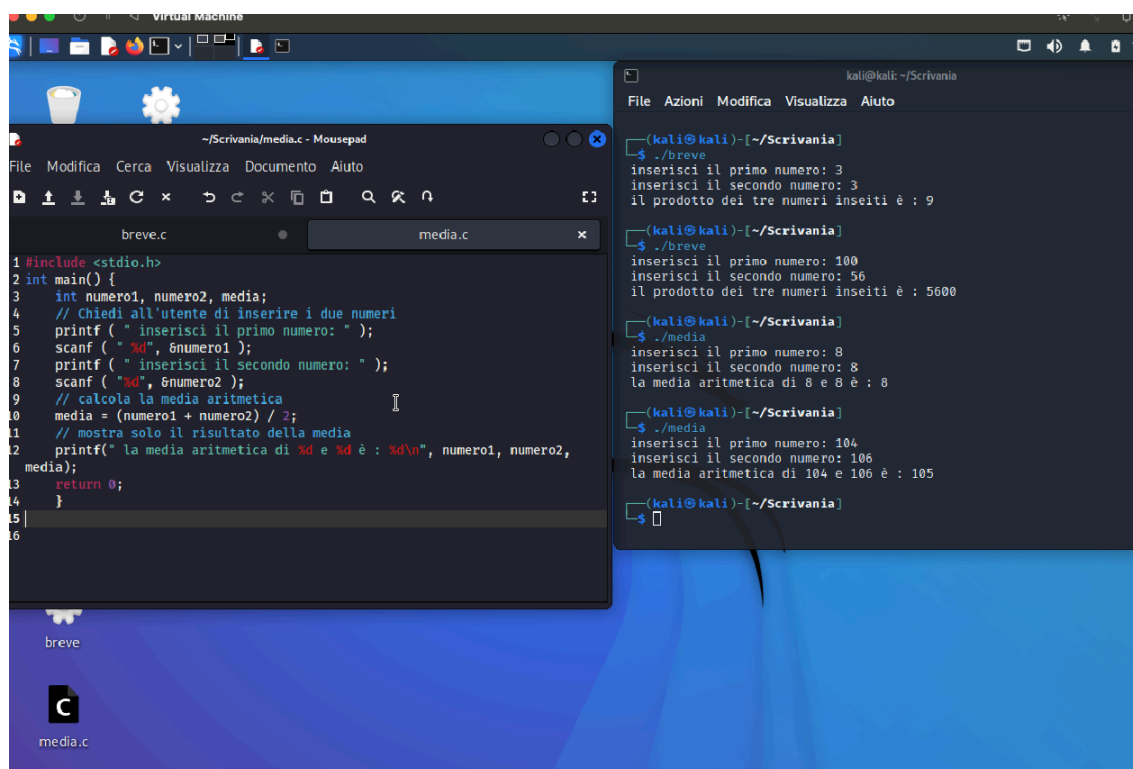 Virtual Machine
~/Scrivania/media.c - Mousepad
File Modifica Cerca Visualizza Documento Aiuto
breve.c
media.c
1 #include <stdio.h>
2 int main() {
3 int numero1, numero2, media;
4 // Chiedi all'utente di inserire i due numeri
5 printf ( " inserisci il primo numero: " );
6 scanf ( " %d", &numero1 );
7 printf ( " inserisci il secondo numero: " );
8 scanf ( "%d", &numero2 );
9 // calcola la media aritmetica
10 media = (numero1 + numero2) / 2;
11 // mostra solo il risultato della media
12 printf(" la media aritmetica di %d e %d è : %d\n", numero1, numero2,
media);
13 return 0;
14 }
15
16
breve
media.c
kali@kali: ~/Scrivania
File Azioni Modifica Visualizza Aiuto
(kali㉿kali)-[~/Scrivania]
$ ./breve
inserisci il primo numero: 3
inserisci il secondo numero: 3
il prodotto dei tre numeri inseiti è : 9
(kali㉿kali)-[~/Scrivania]
$ ./breve
inserisci il primo numero: 100
inserisci il secondo numero: 56
il prodotto dei tre numeri inseiti è : 5600
(kali㉿kali)-[~/Scrivania]
$ ./media
inserisci il primo numero: 8
inserisci il secondo numero: 8
la media aritmetica di 8 e 8 è : 8
(kali㉿kali)-[~/Scrivania]
$ ./media
inserisci il primo numero: 104
inserisci il secondo numero: 106
la media aritmetica di 104 e 106 è : 105
(kali㉿kali)-[~/Scrivania]
$